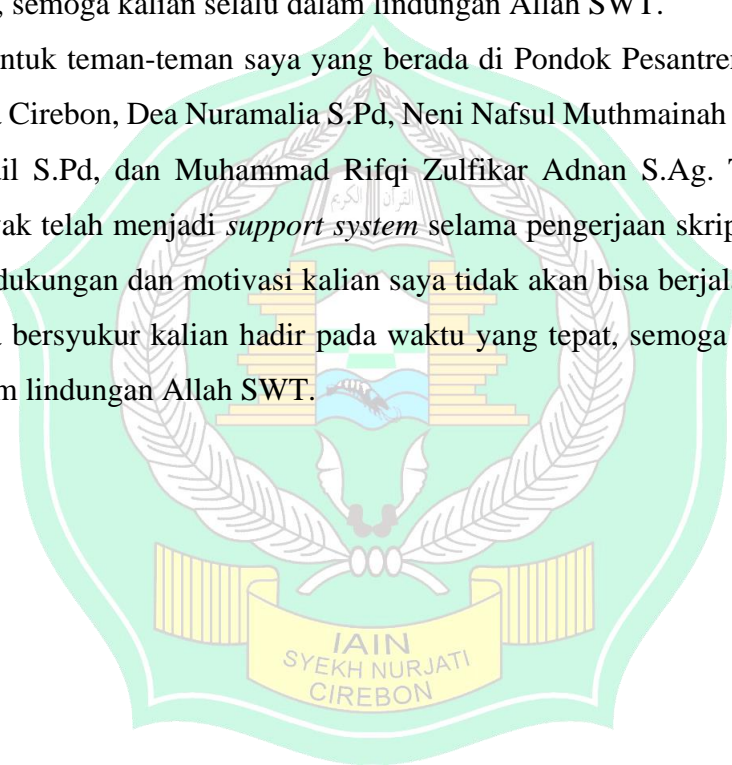 , semoga kalian selalu dalam lindungan Allah SWT.
ntuk teman-teman saya yang berada di Pondok Pesantren
Cirebon, Dea Nuramalia S.Pd, Neni Nafsul Muthmainah
il S.Pd, dan Muhammad Rifqi Zulfikar Adnan S.Ag. T
ak telah menjadi support system selama pengerjaan skrip
dukungan dan motivasi kalian saya tidak akan bisa berjala
bersyukur kalian hadir pada waktu yang tepat, semoga
m lindungan Allah SWT.
القرآن الكريم
IAIN
SYEKH NURJATI
CIREBON